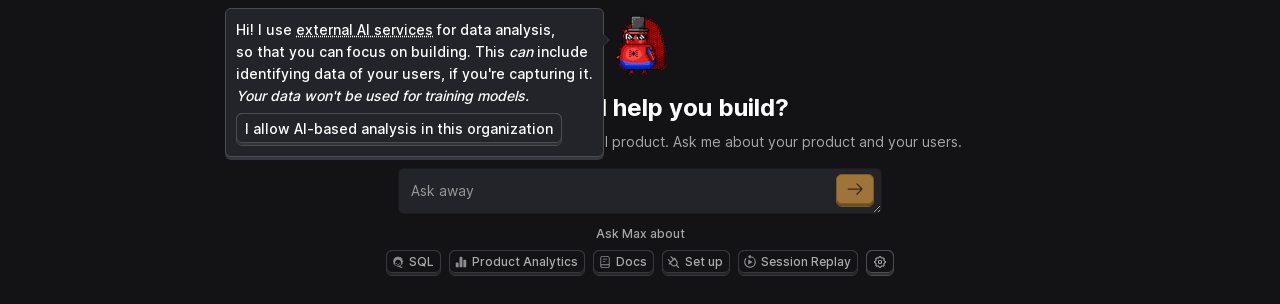 Hi! I use external AI services for data analysis,
so that you can focus on building. This can include
identifying data of your users, if you're capturing it.
Your data won't be used for training models.
I allow AI-based analysis in this organization
help you build?
product. Ask me about your product and your users.
Ask away
Ask Max about
SQL
Product Analytics
Docs
Set up
Session Replay